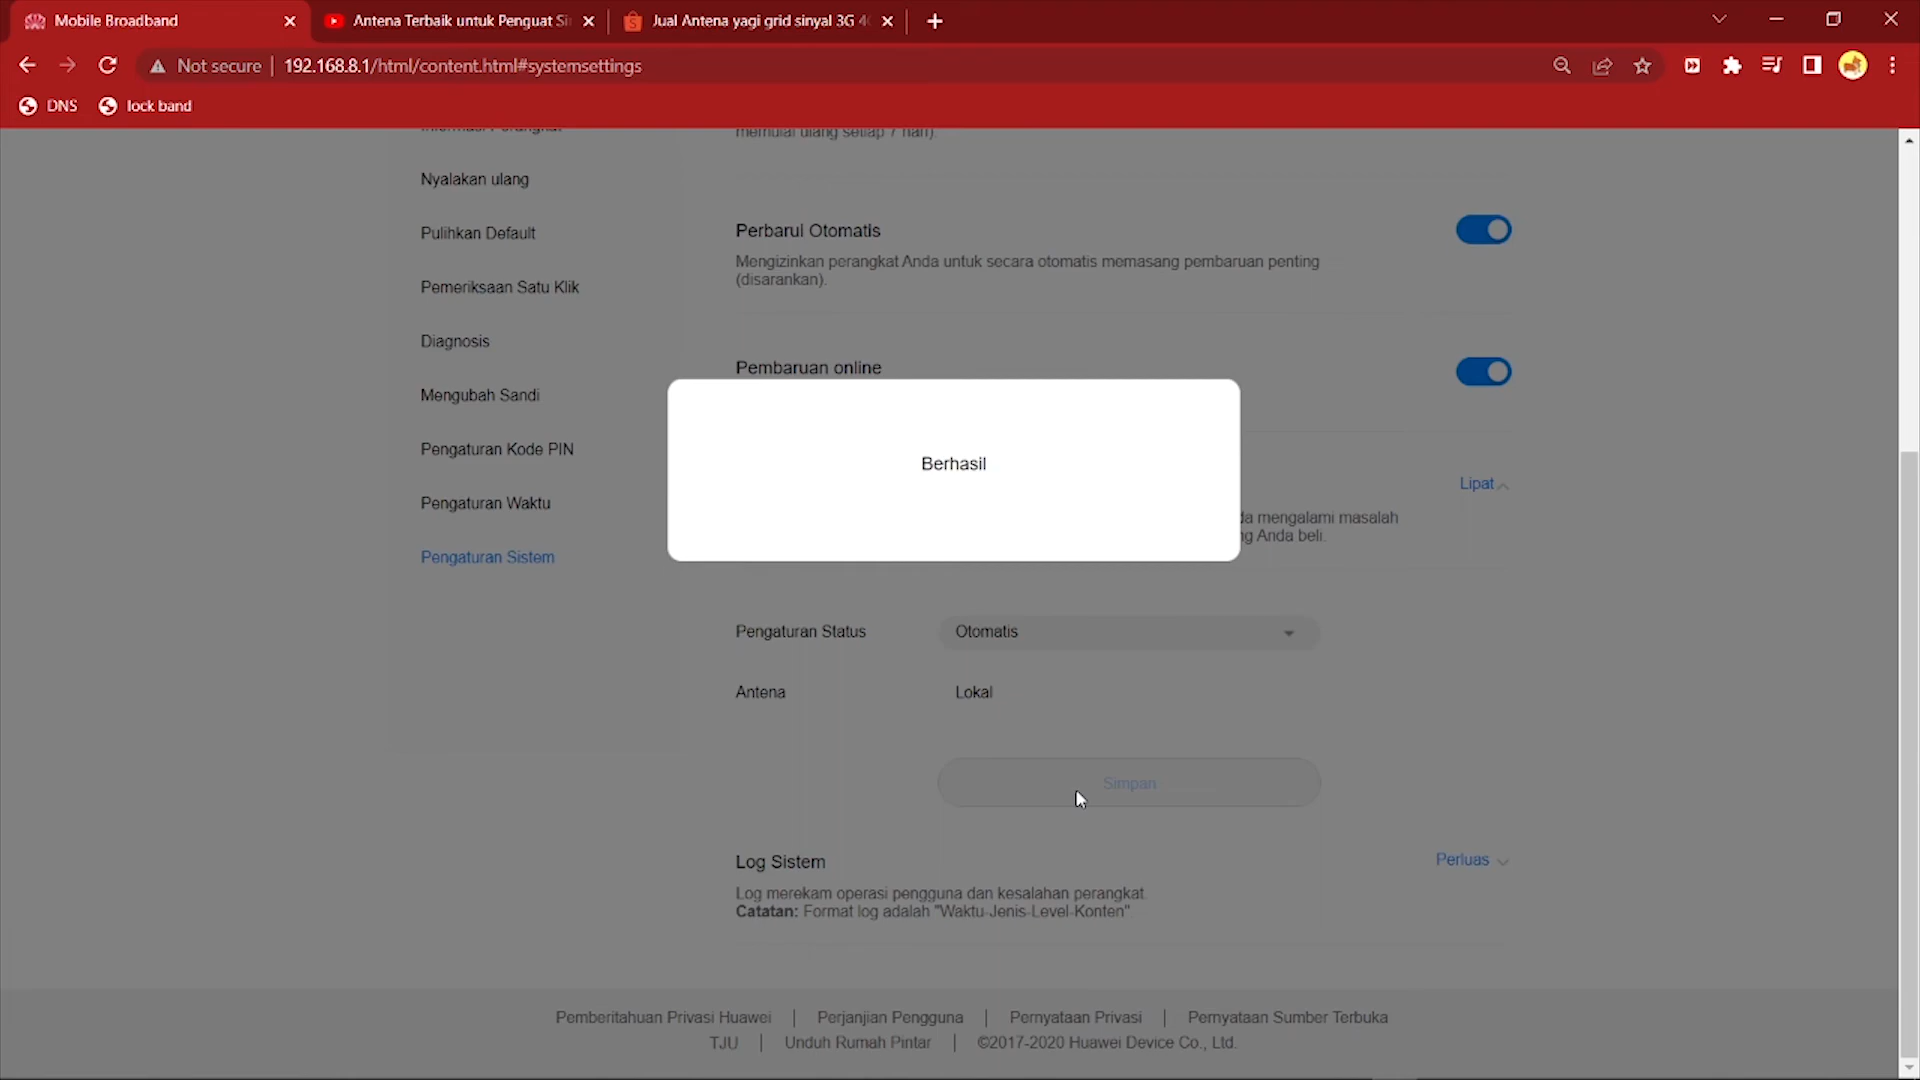 Mobile Broadband
Antena Terbaik untuk Penguat Si
Jual Antena yagi grid sinyal 3G 4
Not secure
192.168.8.1/html/content.html#systemsettings
DNS
lock band
memulai ulang setiap 7 hari).
Nyalakan ulang
Perbarui Otomatis
Pulihkan Default
Mengizinkan perangkat Anda untuk secara otomatis memasang pembaruan penting
(disarankan).
Pemeriksaan Satu Klik
Diagnosis
Pembaruan online
Mengubah Sandi
Pengaturan Kode PIN
Berhasil
Lipat
Pengaturan Waktu
da mengalami masalah
g Anda beli.
Pengaturan Sistem
Pengaturan Status
Otomatis
Antena
Lokal
Simpan
Log Sistem
Perluas
Log merekam operasi pengguna dan kesalahan perangkat.
Catatan: Format log adalah "Waktu-Jenis-Level-Konten".
Pemberitahuan Privasi Huawei | Perjanjian Pengguna | Pernyataan Privasi | Pernyataan Sumber Terbuka
TJU | Unduh Rumah Pintar | ©2017-2020 Huawei Device Co., Ltd.